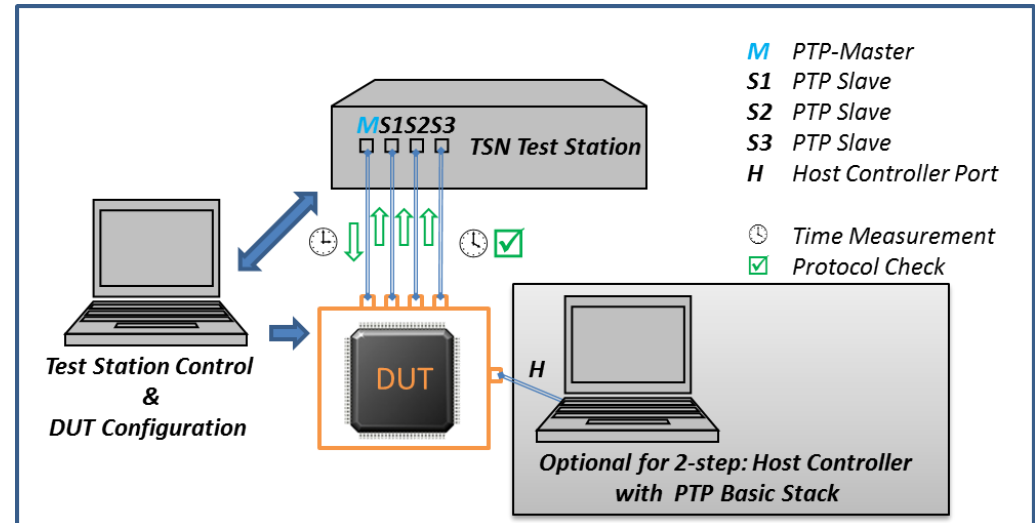 M PTP-Master
S1 PTP Slave
S2 PTP Slave
S3 PTP Slave
H Host Controller Port
Time Measurement
Protocol Check
MS1S2S3
TSN Test Station
Test Station Control
&
DUT Configuration
DUT
H
Optional for 2-step: Host Controller
with PTP Basic Stack